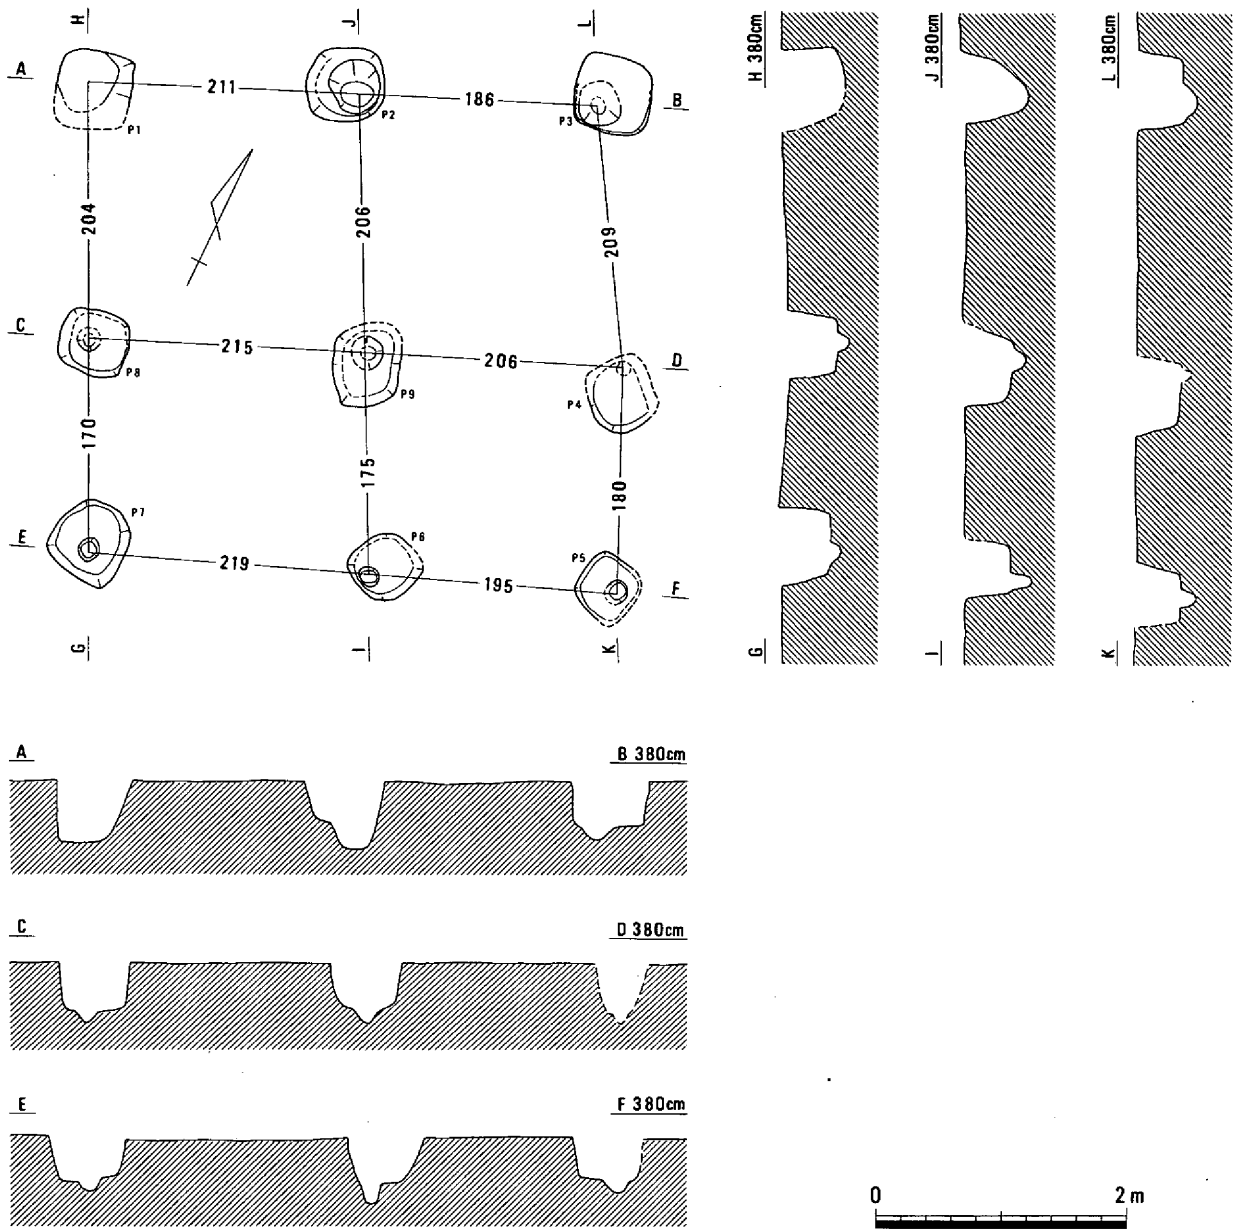 H J L
A 211 186 B
P1 P2 P3
204 206 209
C 215 206 D
P8 P9 P4
170 175 180
P7 P6 P5
E 219 195 F
G I K
H 380cm J 380cm L 380cm
G I K
A B 380cm
C D 380cm
E F 380cm
0 2m